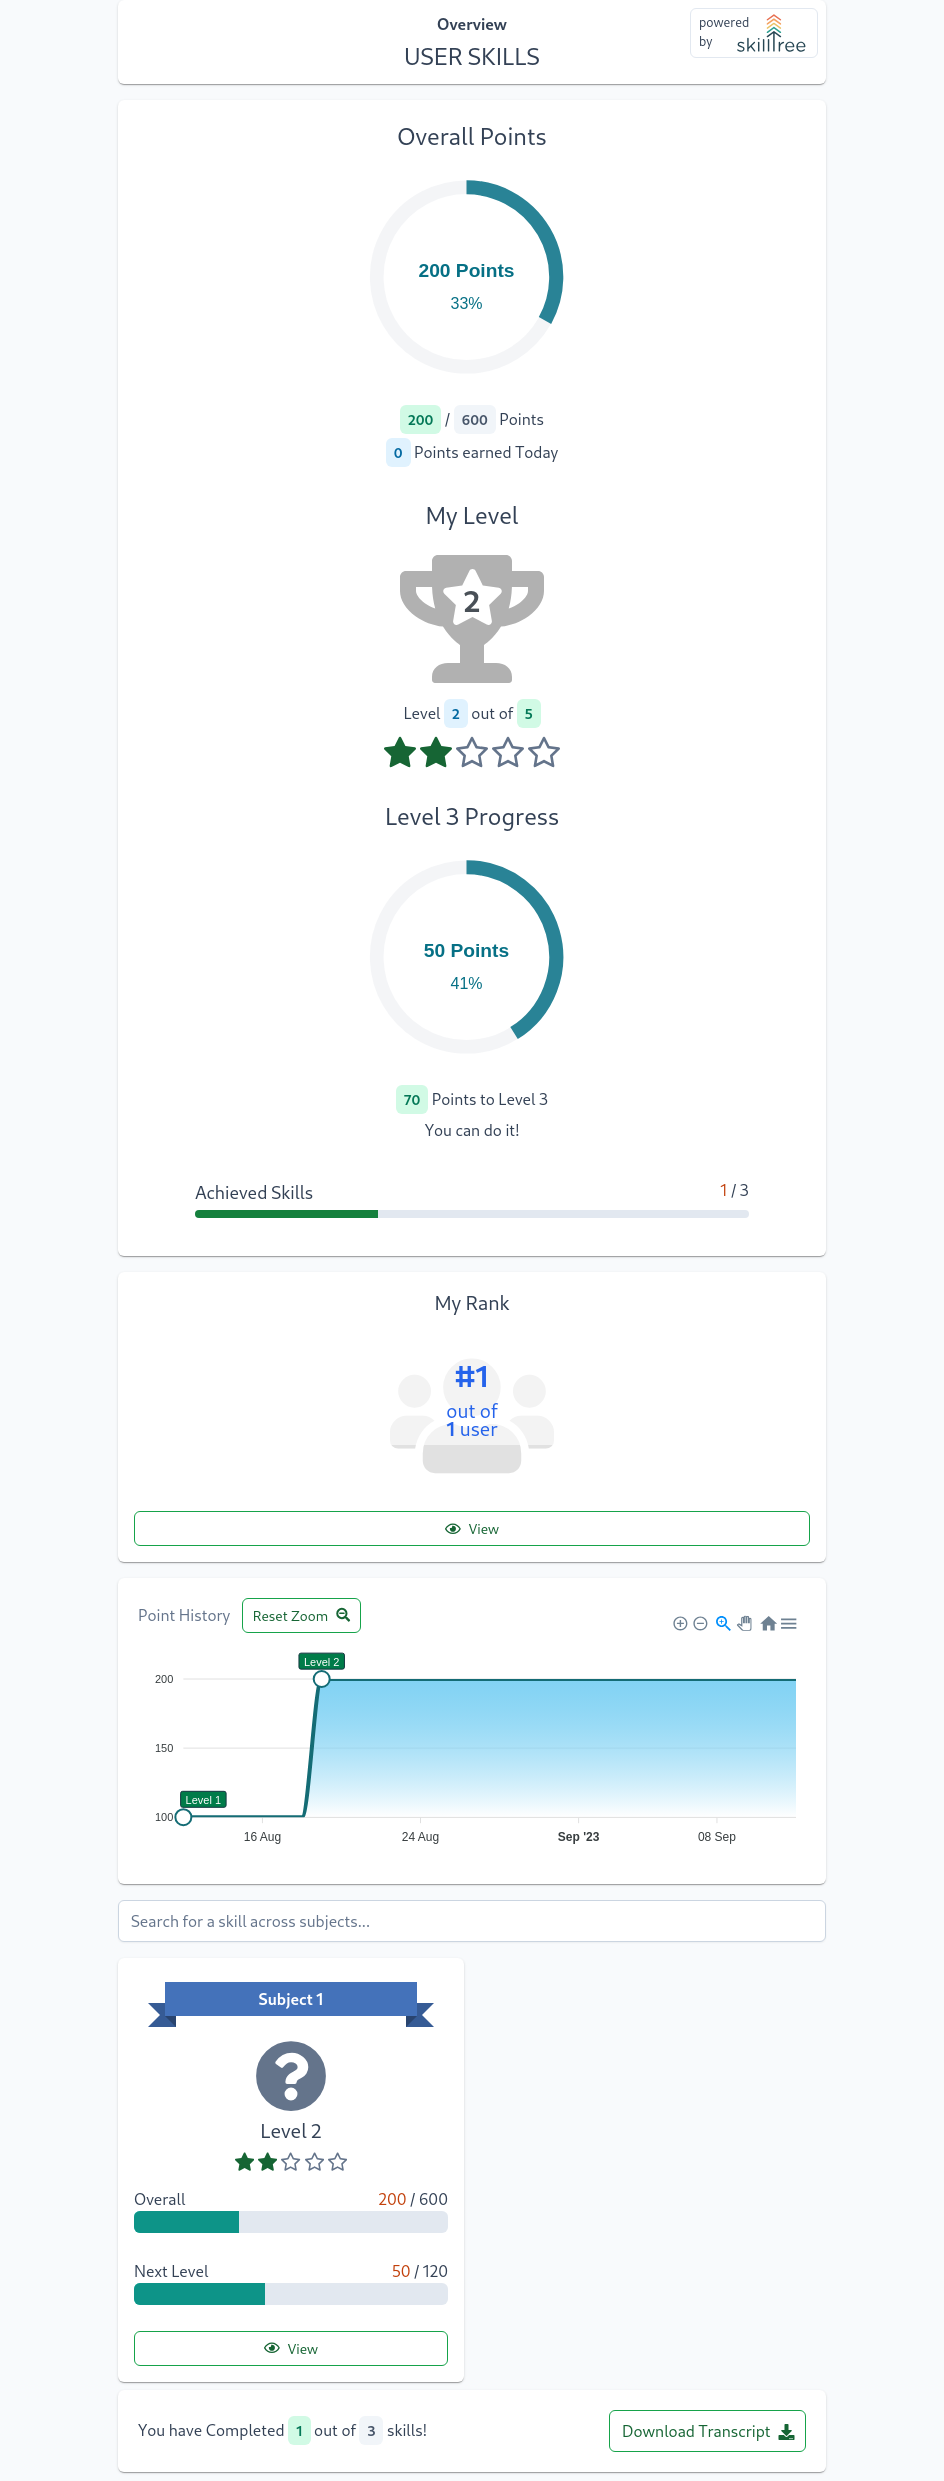 Overview
USER SKILLS
powered
by
skilltree
Overall Points
200 Points
33%
200 / 600 Points
0 Points earned Today
My Level
2
Level 2 out of 5
Level 3 Progress
50 Points
41%
70 Points to Level 3
You can do it!
Achieved Skills 1 / 3
My Rank
#1
out of
1 user
View
Point History Reset Zoom
Level 2
200
150
Level 1
100
16 Aug 24 Aug Sep '23 08 Sep
Search for a skill across subjects...
Subject 1
Level 2
Overall 200 / 600
Next Level 50 / 120
View
You have Completed 1 out of 3 skills! Download Transcript